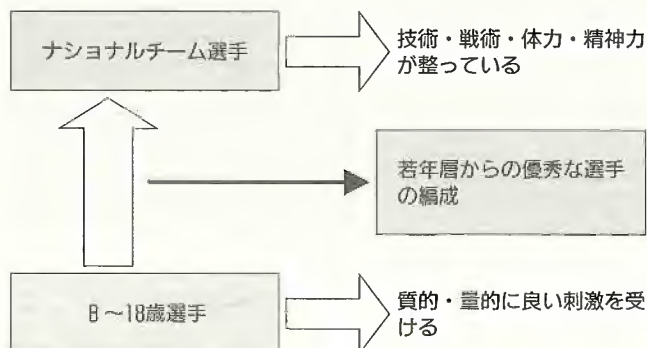 ナショナルチーム選手
技術・戦術・体力・精神力
が整っている
若年層からの優秀な選手
の編成
8～18歳選手
質的・量的に良い刺激を受
ける